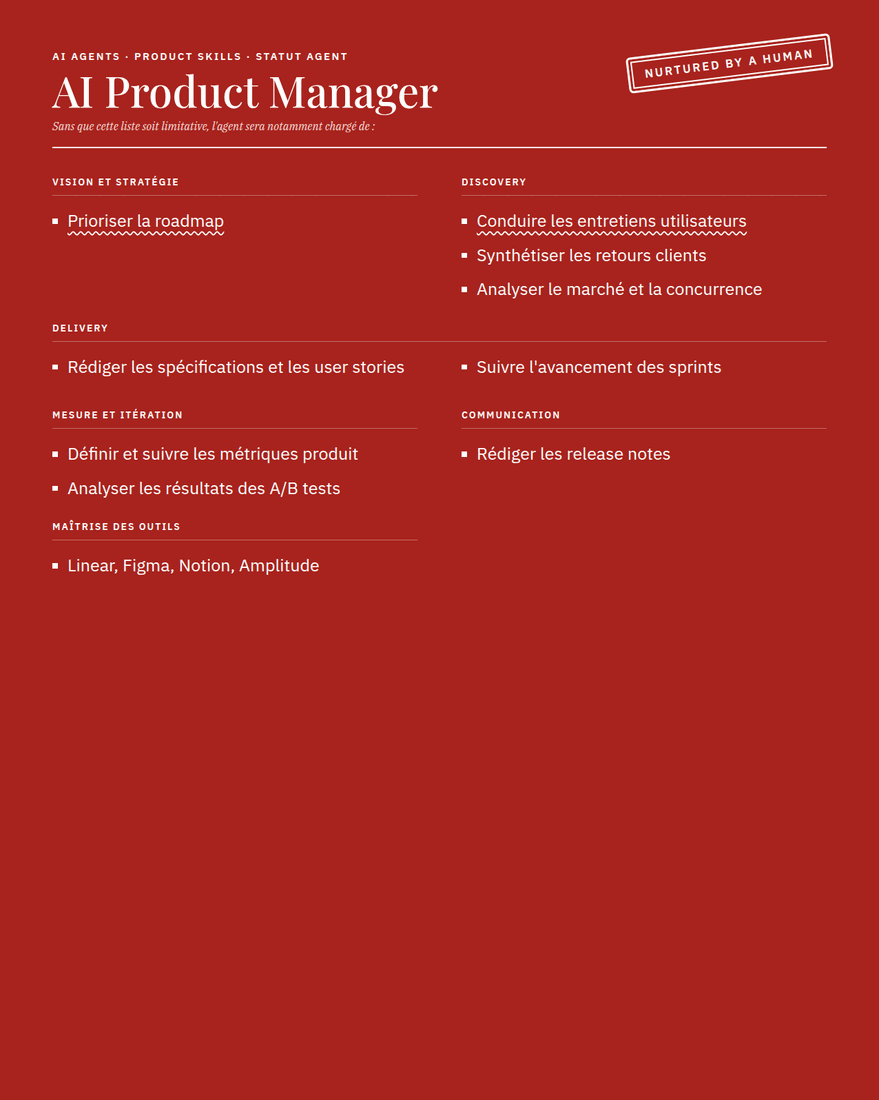 AI AGENTS · PRODUCT SKILLS · STATUT AGENT
NURTURED BY A HUMAN
AI Product Manager
Sans que cette liste soit limitative, l'agent sera notamment chargé de :
VISION ET STRATÉGIE
Prioriser la roadmap
DISCOVERY
Conduire les entretiens utilisateurs
Synthétiser les retours clients
Analyser le marché et la concurrence
DELIVERY
Rédiger les spécifications et les user stories
Suivre l'avancement des sprints
MESURE ET ITÉRATION
Définir et suivre les métriques produit
Analyser les résultats des A/B tests
COMMUNICATION
Rédiger les release notes
MAÎTRISE DES OUTILS
Linear, Figma, Notion, Amplitude